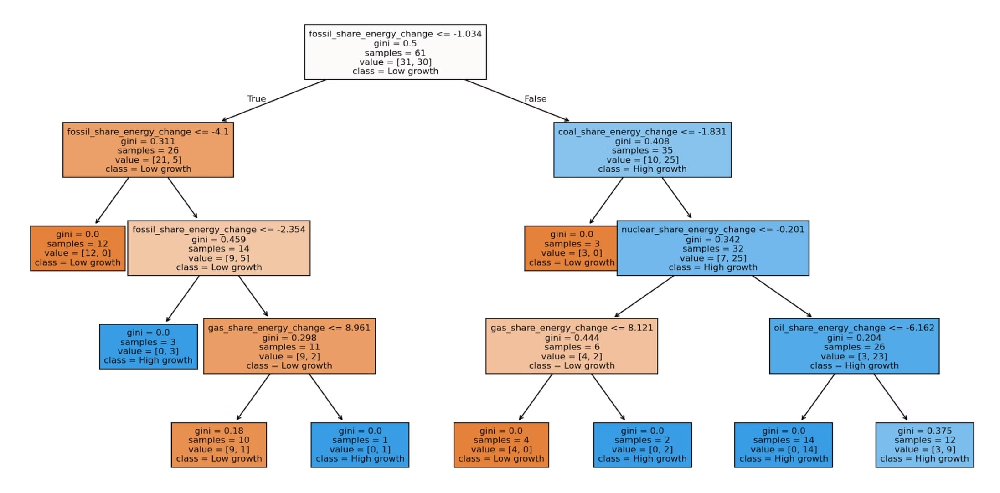 fossil_share_energy_change <= -1.034
gini = 0.5
samples = 61
value = [31, 30]
class = Low growth
True
False
fossil_share_energy_change <= -4.1
gini = 0.311
samples = 26
value = [21, 5]
class = Low growth
coal_share_energy_change <= -1.831
gini = 0.408
samples = 35
value = [10, 25]
class = High growth
gini = 0.0
samples = 12
value = [12, 0]
class = Low growth
fossil_share_energy_change <= -2.354
gini = 0.459
samples = 14
value = [9, 5]
class = Low growth
gini = 0.0
samples = 3
value = [3, 0]
class = Low growth
nuclear_share_energy_change <= -0.201
gini = 0.342
samples = 32
value = [7, 25]
class = High growth
gini = 0.0
samples = 3
value = [0, 3]
class = High growth
gas_share_energy_change <= 8.961
gini = 0.298
samples = 11
value = [9, 2]
class = Low growth
gas_share_energy_change <= 8.121
gini = 0.444
samples = 6
value = [4, 2]
class = Low growth
oil_share_energy_change <= -6.162
gini = 0.204
samples = 26
value = [3, 23]
class = High growth
gini = 0.18
samples = 10
value = [9, 1]
class = Low growth
gini = 0.0
samples = 1
value = [0, 1]
class = High growth
gini = 0.0
samples = 4
value = [4, 0]
class = Low growth
gini = 0.0
samples = 2
value = [0, 2]
class = High growth
gini = 0.0
samples = 14
value = [0, 14]
class = High growth
gini = 0.375
samples = 12
value = [3, 9]
class = High growth